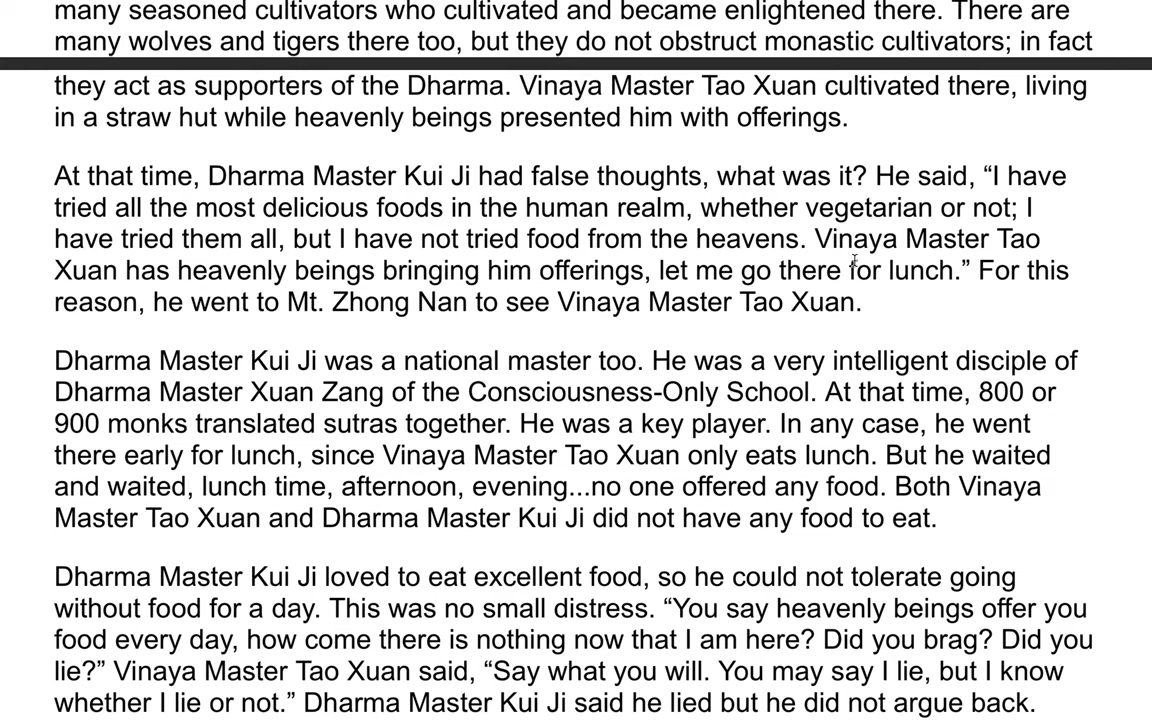 many seasoned cultivators who cultivated and became enlightened there. There are
many wolves and tigers there too, but they do not obstruct monastic cultivators; in fact
they act as supporters of the Dharma. Vinaya Master Tao Xuan cultivated there, living
in a straw hut while heavenly beings presented him with offerings.
At that time, Dharma Master Kui Ji had false thoughts, what was it? He said, “I have
tried all the most delicious foods in the human realm, whether vegetarian or not; I
have tried them all, but I have not tried food from the heavens. Vinaya Master Tao
Xuan has heavenly beings bringing him offerings, let me go there for lunch.” For this
reason, he went to Mt. Zhong Nan to see Vinaya Master Tao Xuan.
Dharma Master Kui Ji was a national master too. He was a very intelligent disciple of
Dharma Master Xuan Zang of the Consciousness-Only School. At that time, 800 or
900 monks translated sutras together. He was a key player. In any case, he went
there early for lunch, since Vinaya Master Tao Xuan only eats lunch. But he waited
and waited, lunch time, afternoon, evening...no one offered any food. Both Vinaya
Master Tao Xuan and Dharma Master Kui Ji did not have any food to eat.
Dharma Master Kui Ji loved to eat excellent food, so he could not tolerate going
without food for a day. This was no small distress. “You say heavenly beings offer you
food every day, how come there is nothing now that I am here? Did you brag? Did you
lie?” Vinaya Master Tao Xuan said, “Say what you will. You may say I lie, but I know
whether I lie or not.” Dharma Master Kui Ji said he lied but he did not argue back.